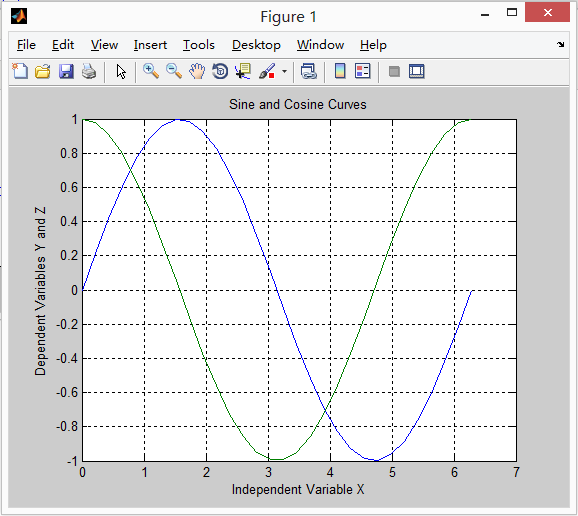 Figure 1
File Edit View Insert Tools Desktop Window Help
Sine and Cosine Curves
Dependent Variables Y and Z
1
0.8
0.6
0.4
0.2
0
-0.2
-0.4
-0.6
-0.8
-1
0 1 2 3 4 5 6 7
Independent Variable X